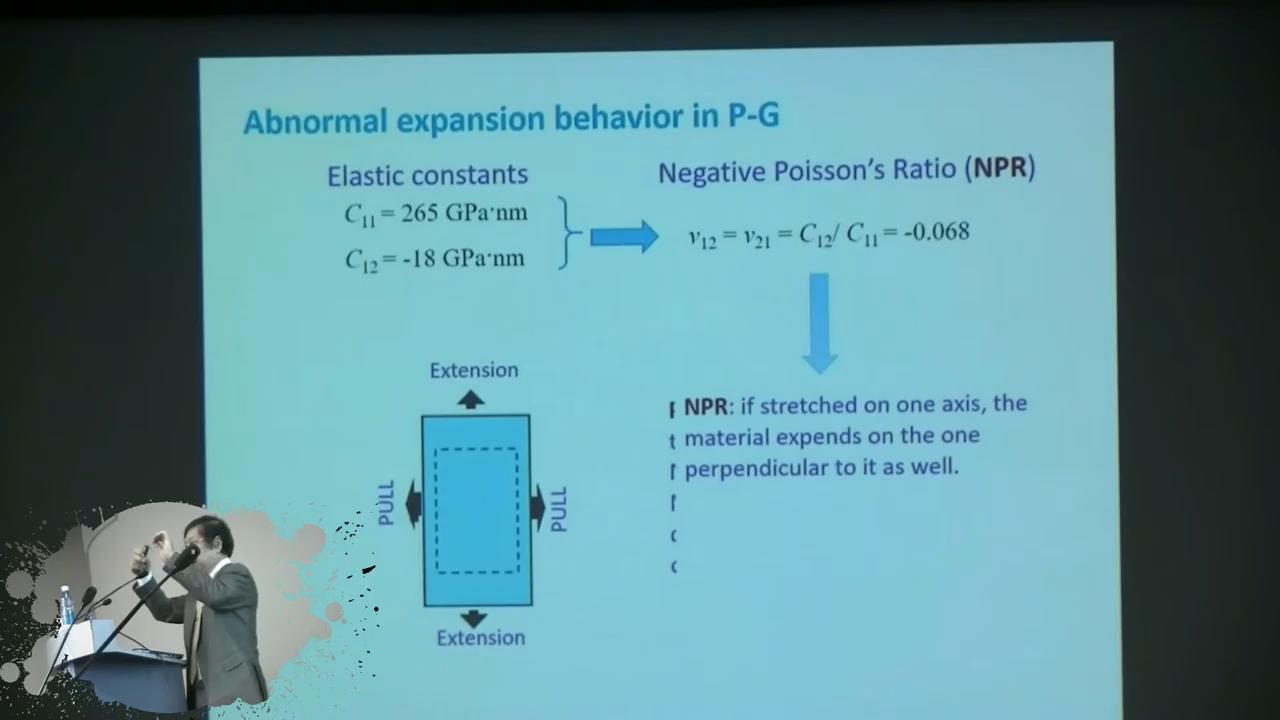 Abnormal expansion behavior in P-G
Elastic constants
C11 = 265 GPa·nm
C12 = -18 GPa·nm
Negative Poisson's Ratio (NPR)
ν12 = ν21 = C12/ C11 = -0.068
Extension
PULL
PULL
Extension
NPR: if stretched on one axis, the
material expends on the one
perpendicular to it as well.